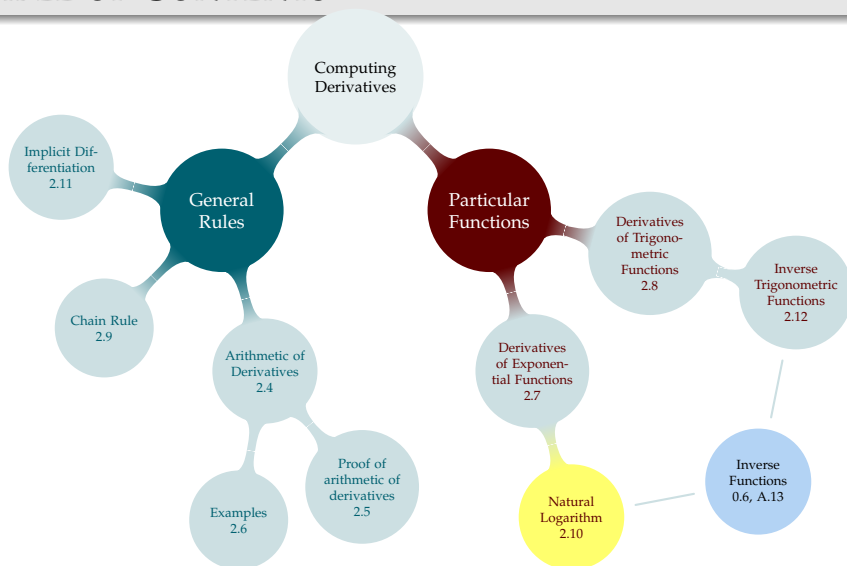 Computing
Derivatives
Implicit Dif-
ferentiation
2.11
General
Rules
Particular
Functions
Derivatives
of Trigono-
metric
Functions
2.8
Inverse
Trigonometric
Functions
2.12
Chain Rule
2.9
Arithmetic of
Derivatives
2.4
Derivatives
of Exponen-
tial Functions
2.7
Proof of
arithmetic of
derivatives
2.5
Examples
2.6
Natural
Logarithm
2.10
Inverse
Functions
0.6, A.13